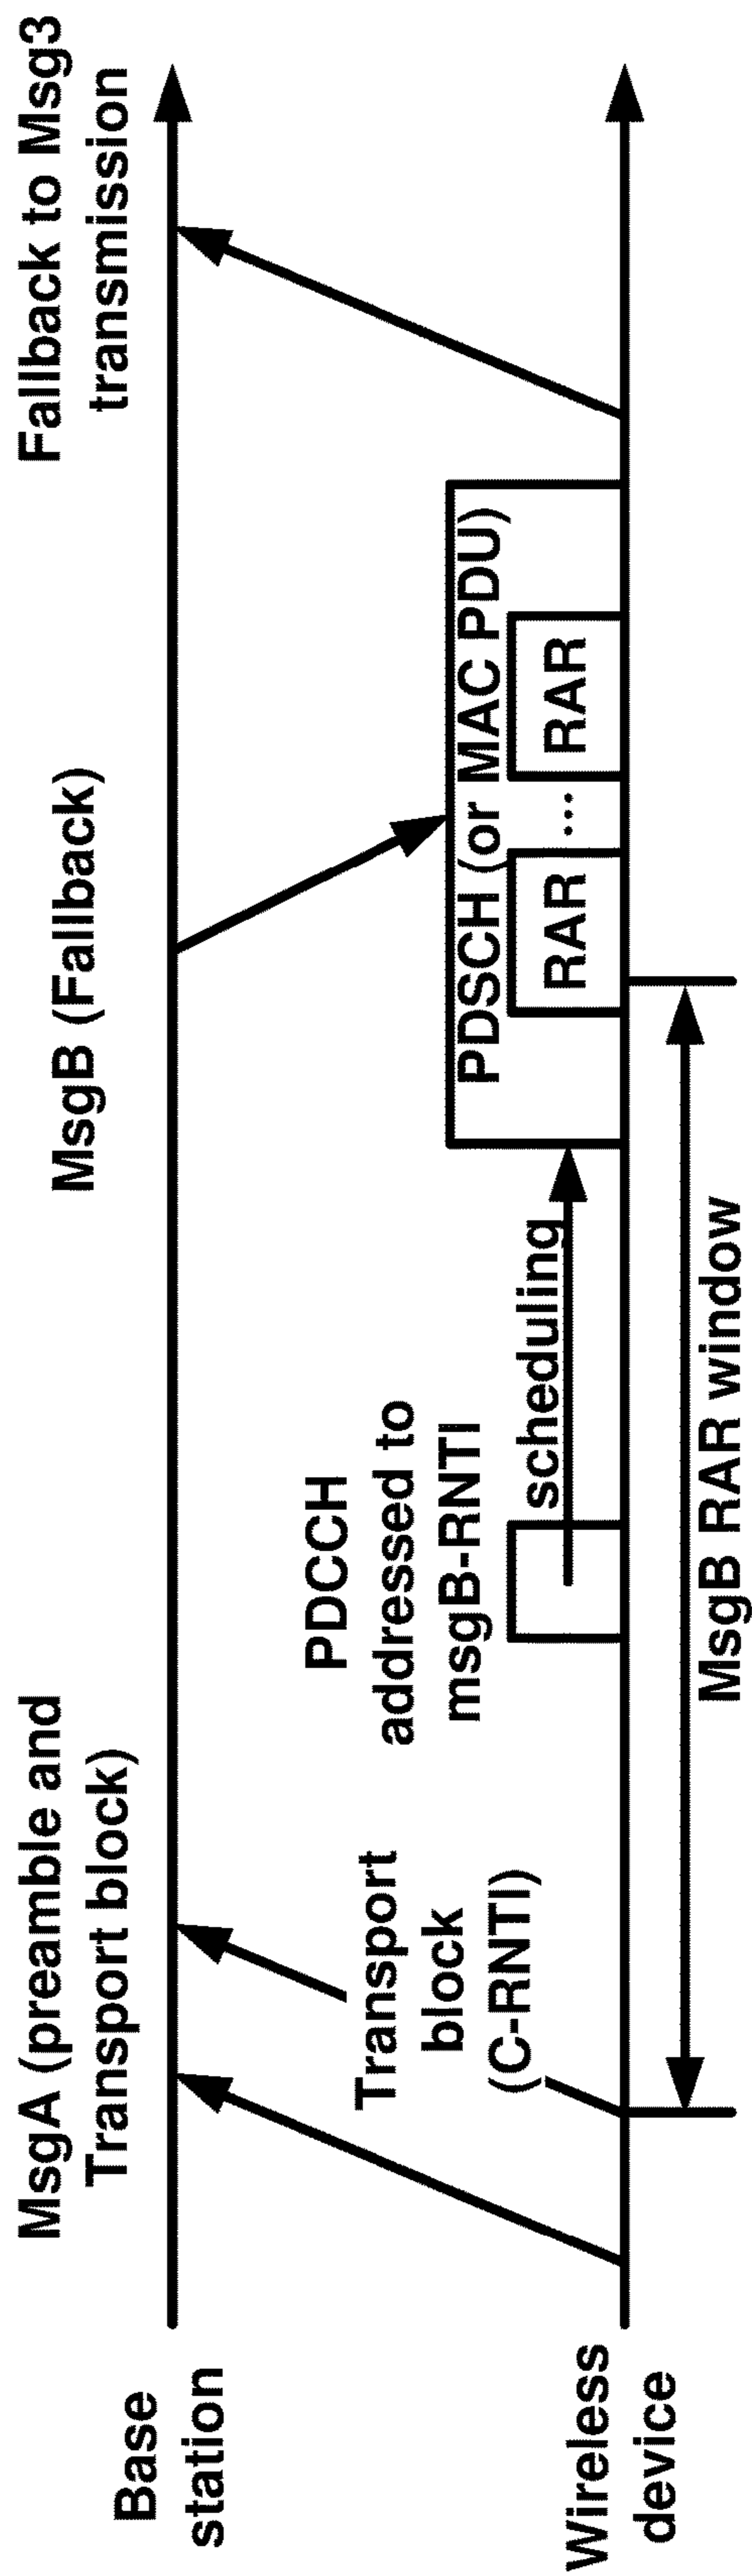 MsgA (preamble and
Transport block)
MsgB (Fallback)
Fallback to Msg3
transmission
Base
station
Transport
block
(C-RNTI)
PDCCH
addressed to
msgB-RNTI
scheduling
PDSCH (or MAC PDU)
RAR
...
RAR
Wireless
device
MsgB RAR window